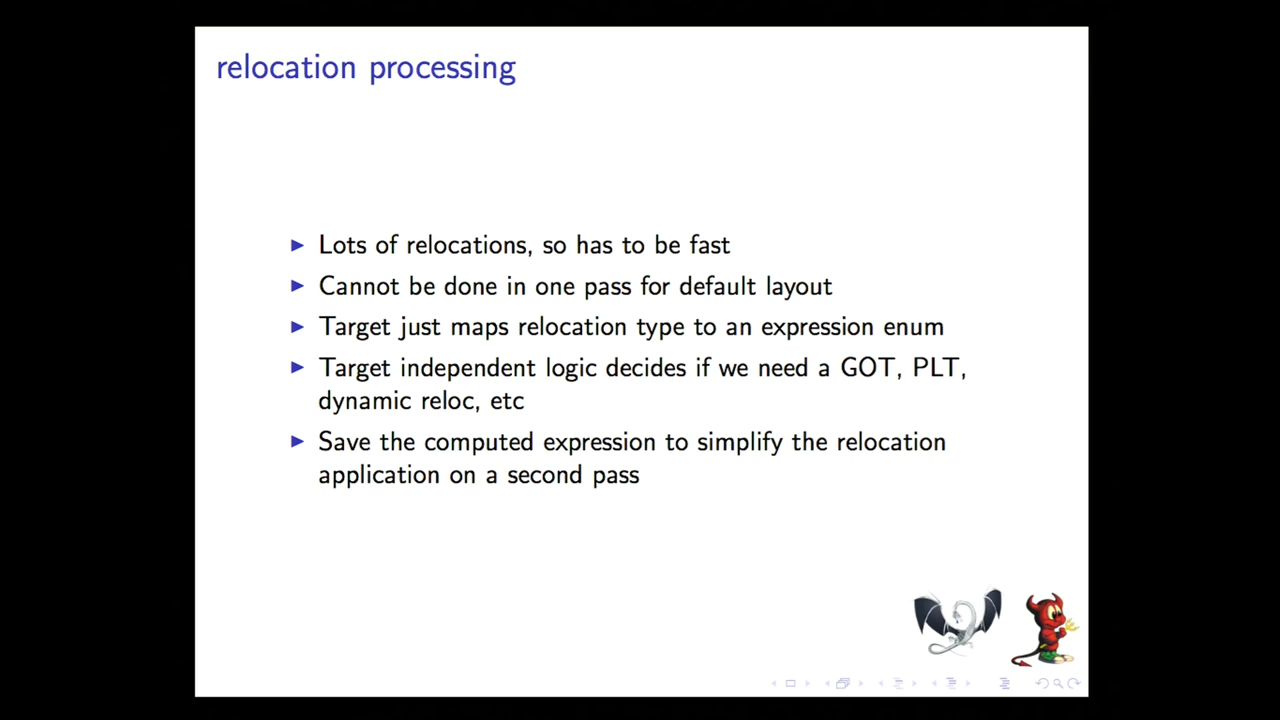 relocation processing
Lots of relocations, so has to be fast
Cannot be done in one pass for default layout
Target just maps relocation type to an expression enum
Target independent logic decides if we need a GOT, PLT,
dynamic reloc, etc
Save the computed expression to simplify the relocation
application on a second pass